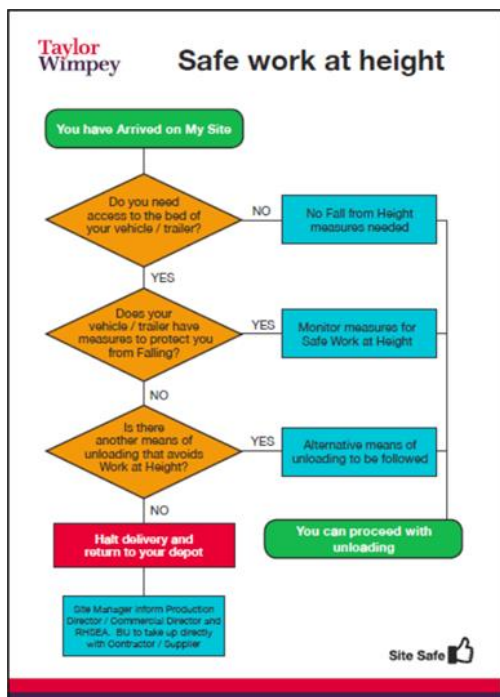 Taylor
Wimpey
Safe work at height
You have Arrived on My Site
Do you need
access to the bed of
your vehicle / trailer?
NO
No Fall from Height
measures needed
YES
Does your
vehicle / trailer have
measures to protect you
from Falling?
YES
Monitor measures for
Safe Work at Height
NO
Is there
another means of
unloading that avoids
Work at Height?
YES
Alternative means of
unloading to be followed
NO
Halt delivery and
return to your depot
You can proceed with
unloading
Site Manager inform Production
Director / Commercial Director and
RHSEA. BU to take up directly
with Contractor / Supplier
Site Safe